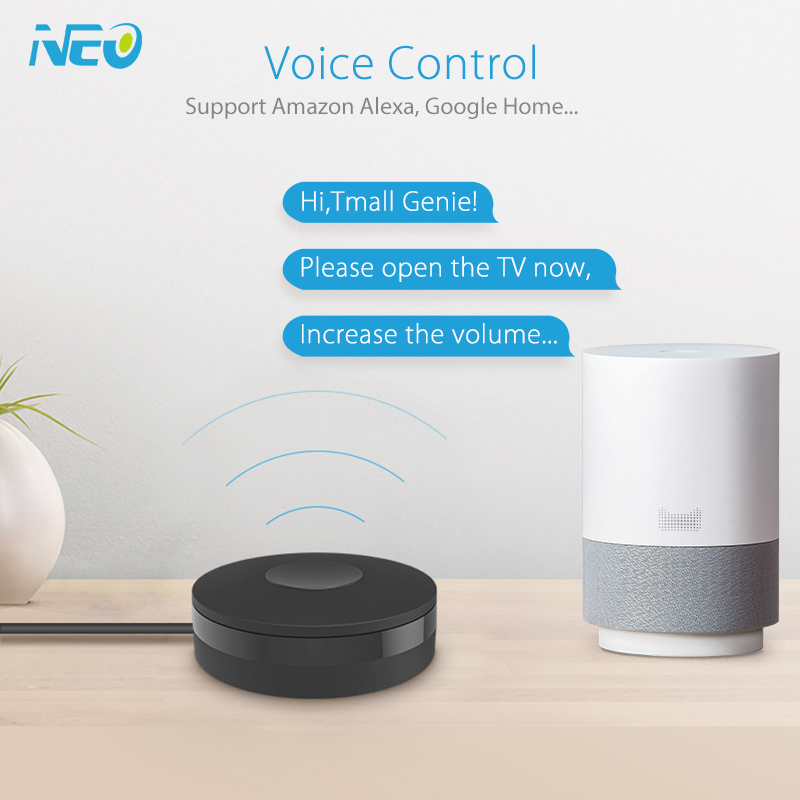 NEO
Voice Control
Support Amazon Alexa, Google Home...
Hi,Tmall Genie!
Please open the TV now,
Increase the volume...